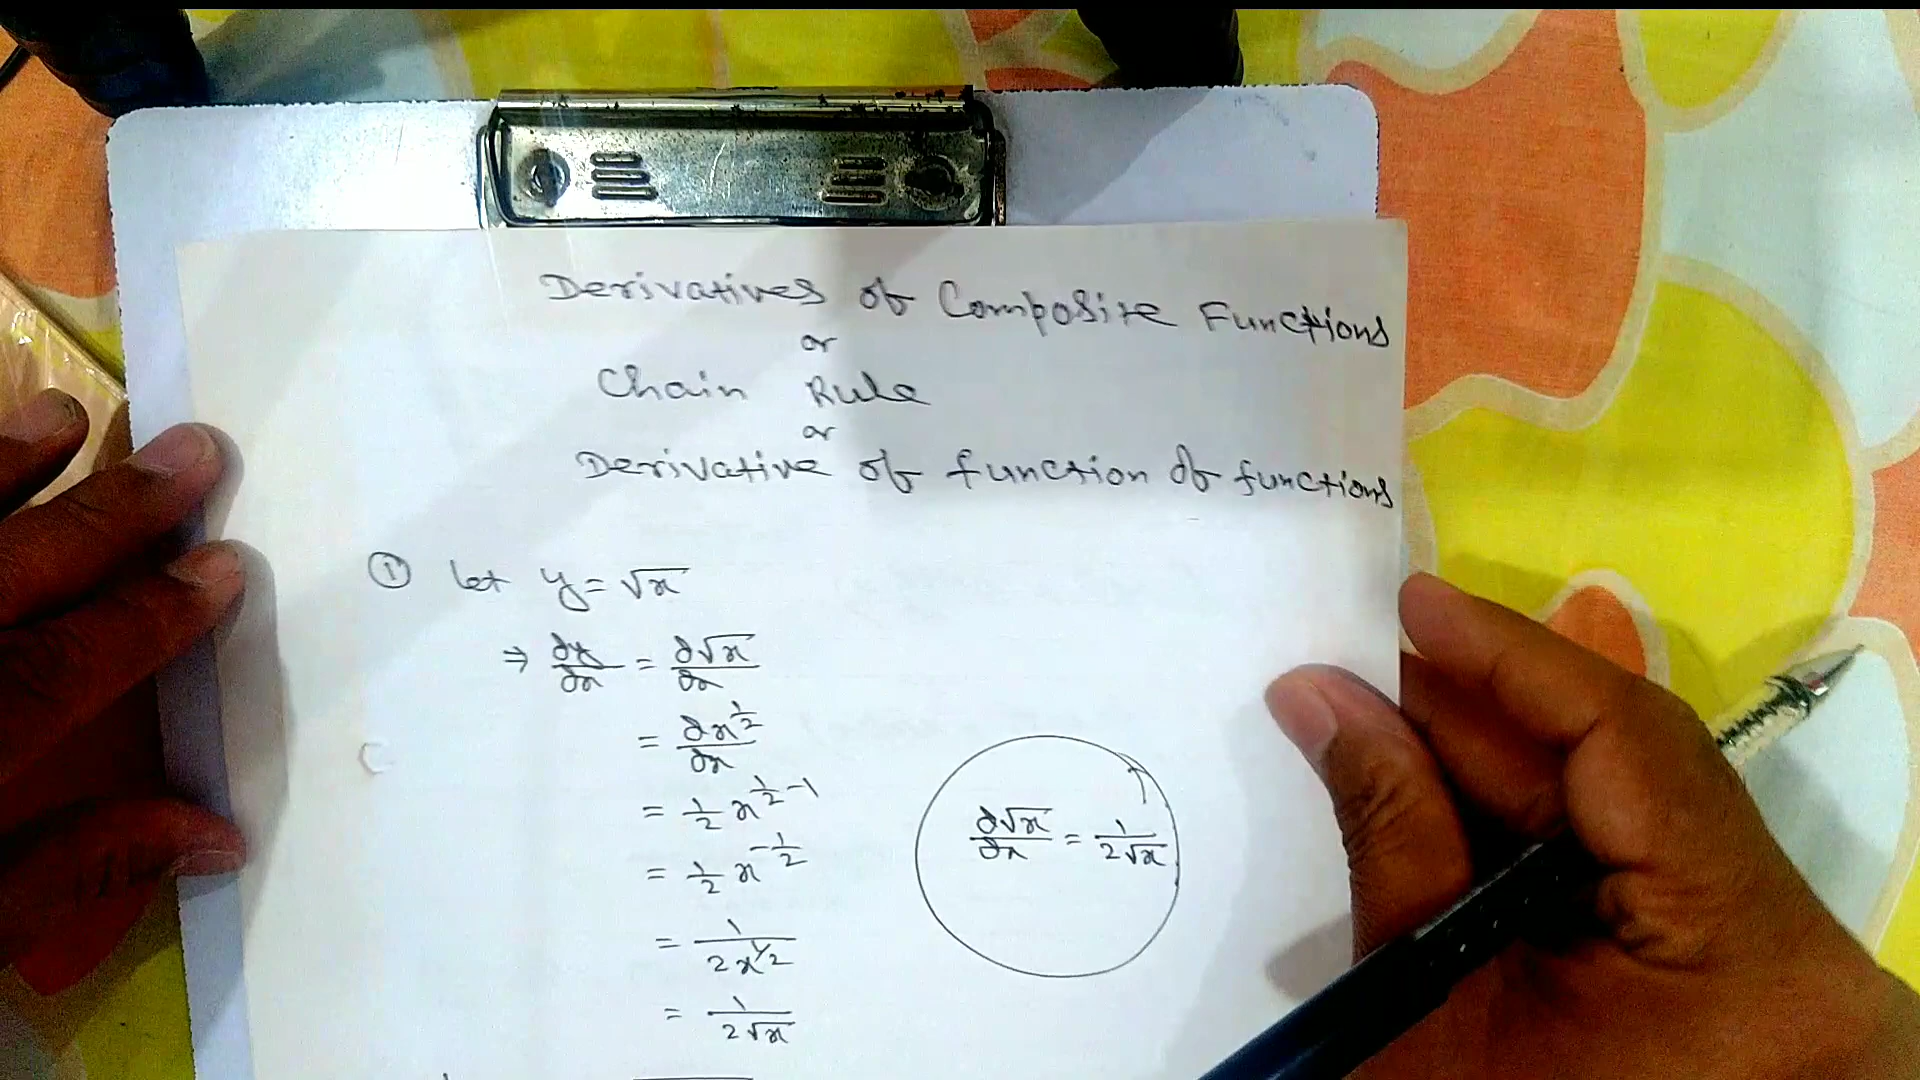 Derivatives of Composite Functions
or
Chain Rule
or
Derivative of function of functions
① Let y = √x
⇒ dy/dx = d√x/dx
= dx^(1/2)/dx
= 1/2 x^(1/2 - 1)
= 1/2 x^(-1/2)
= 1/(2x^(1/2))
= 1/(2√x)
d√x/dx = 1/(2√x)